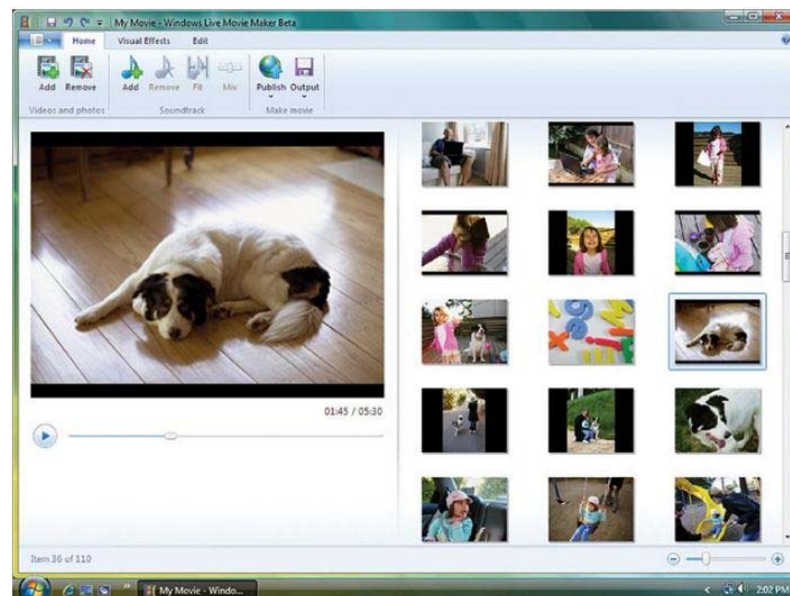 My Movie - Windows Live Movie Maker Beta
Home Visual Effects Edit
Add Remove Add Remove Fit Mix Publish Output
Videos and photos Soundtrack Make movie
01:45 / 05:30
Item 36 of 110
» My Movie - Windo... 2:02 PM